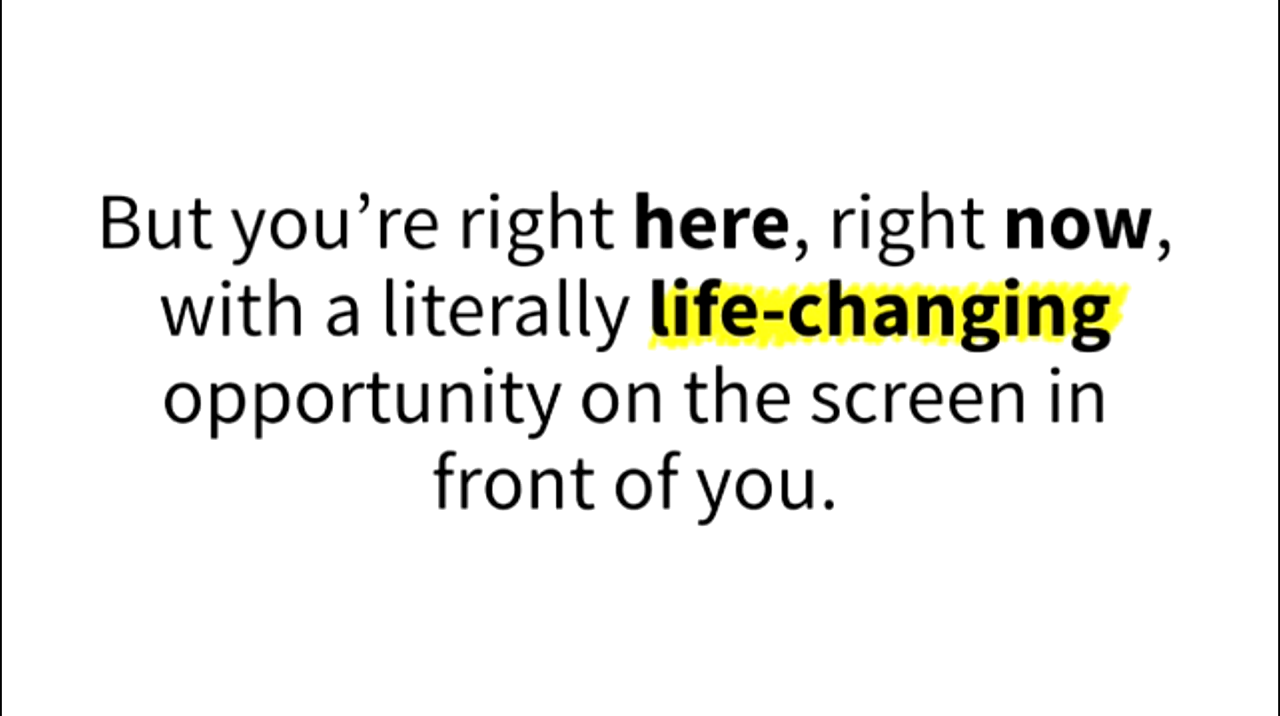 But you’re right here, right now,
with a literally life-changing
opportunity on the screen in
front of you.